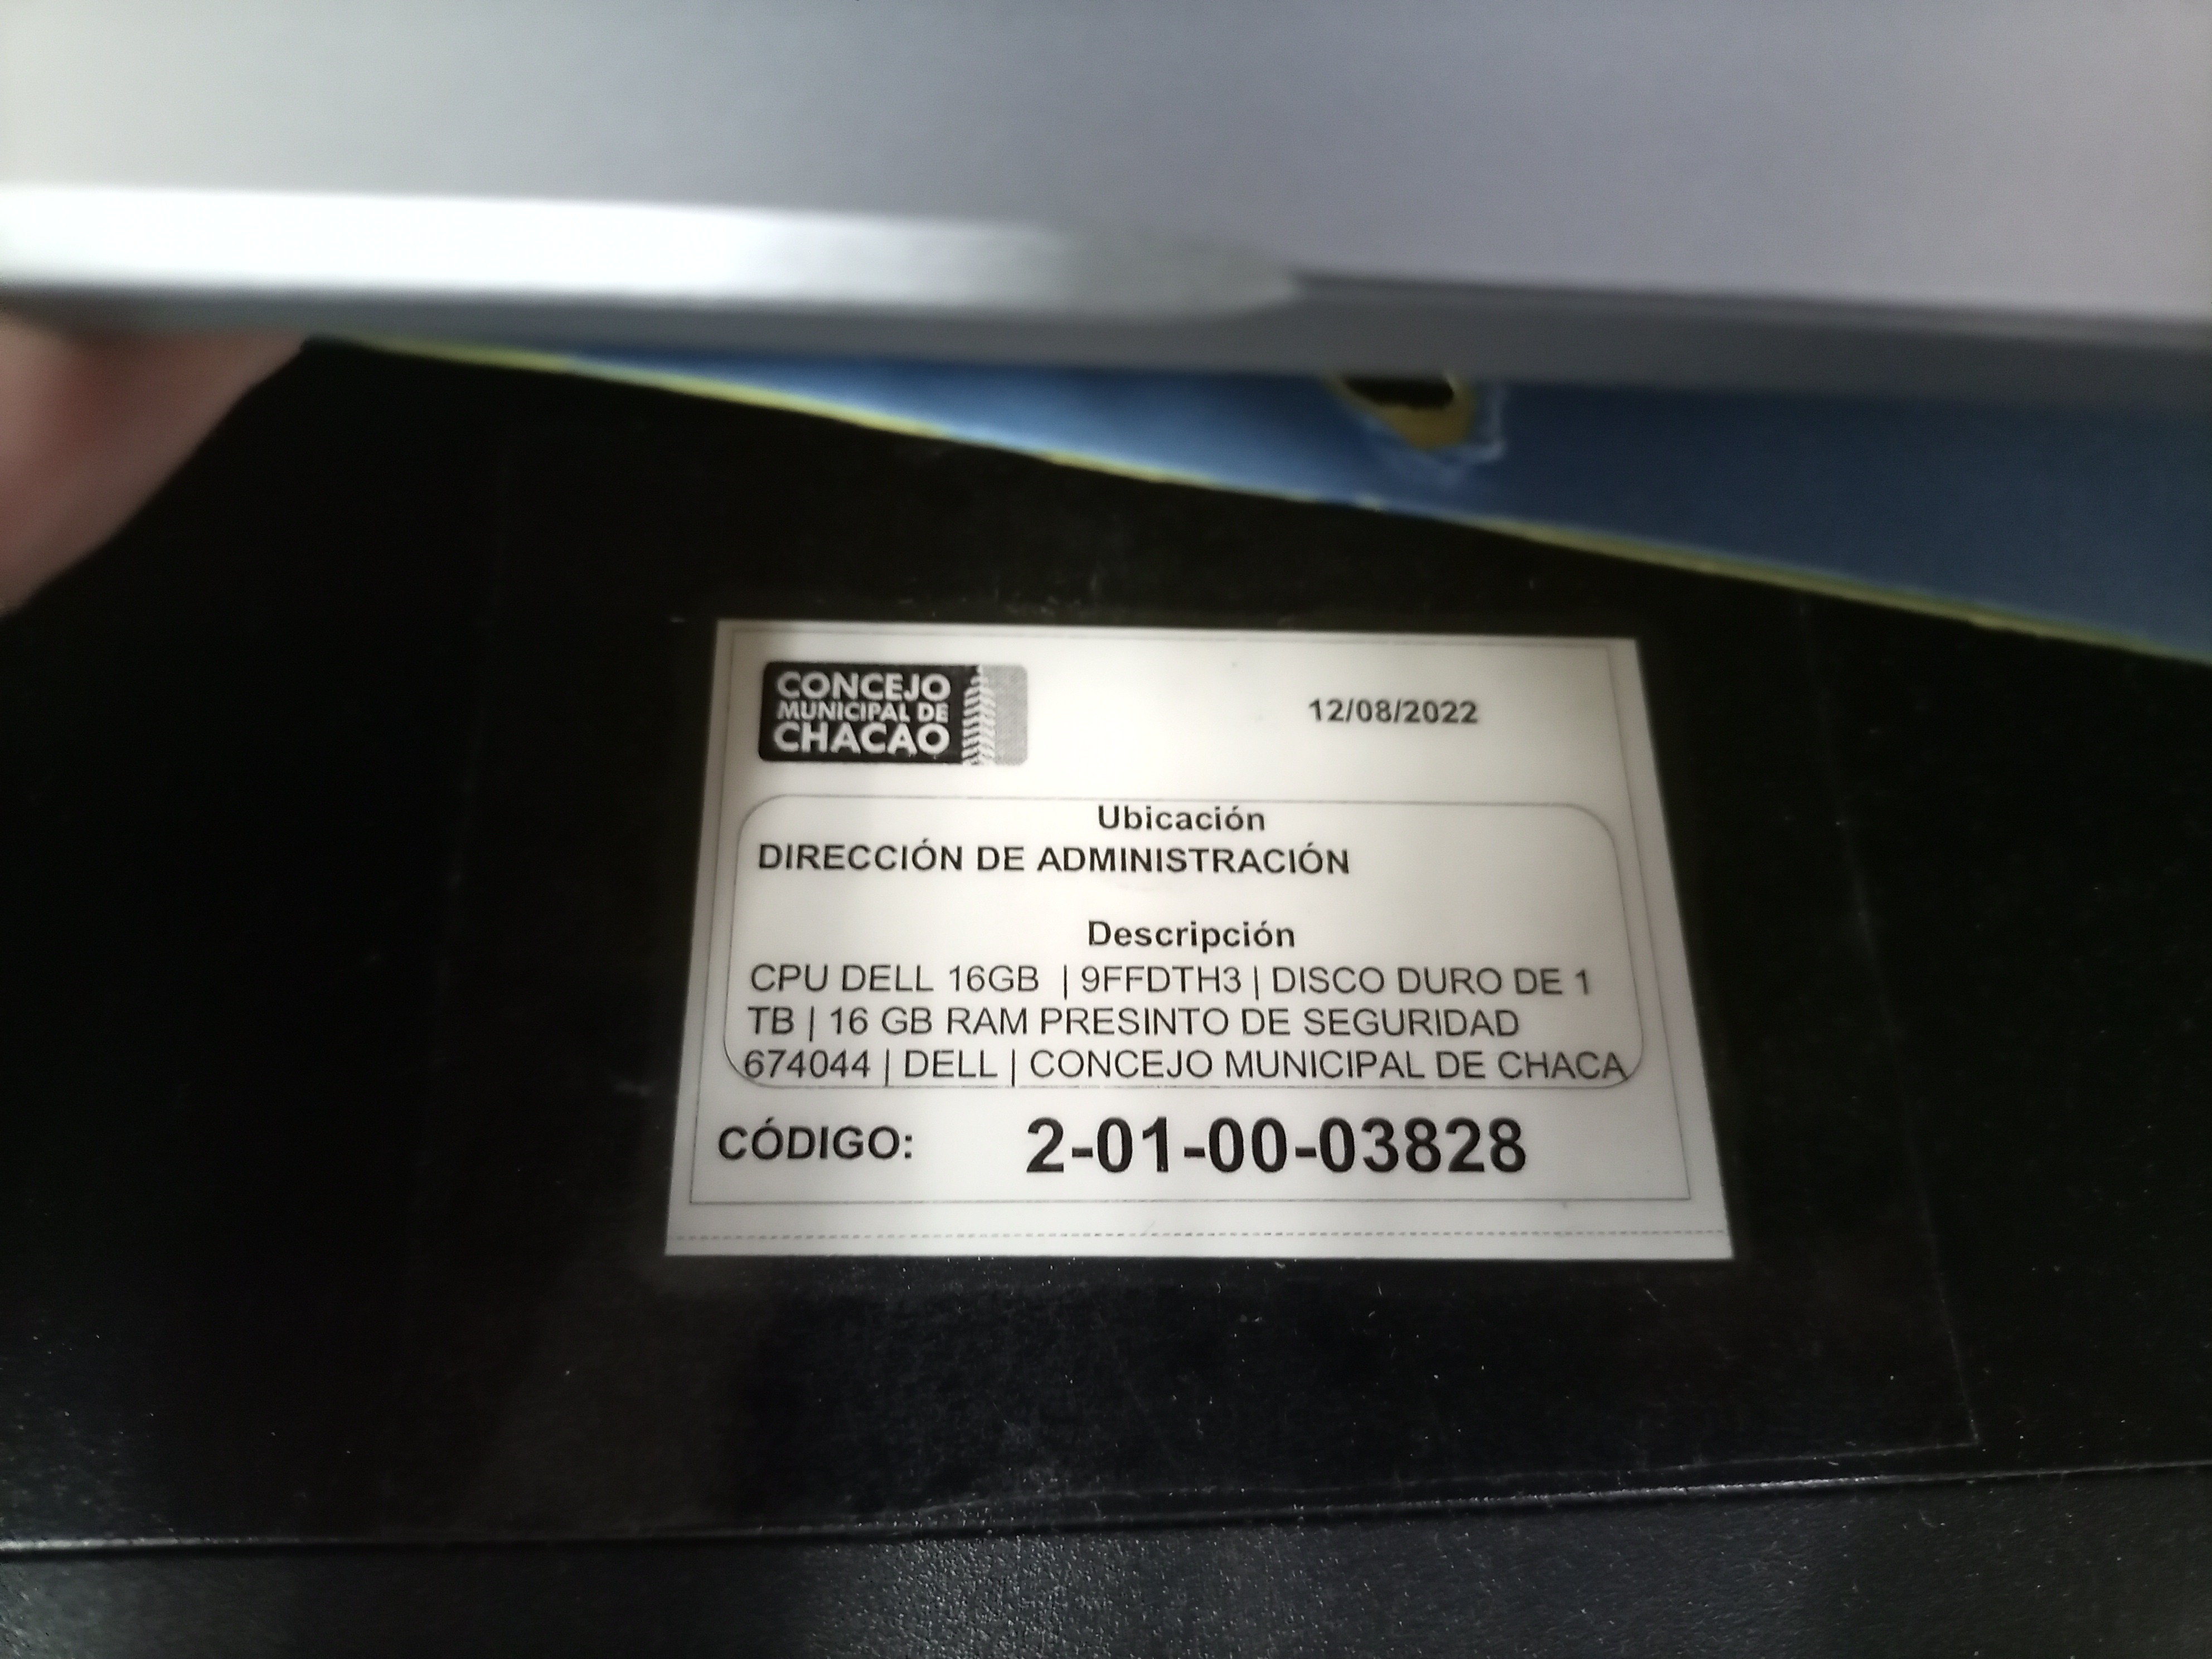 CONCEJO
MUNICIPAL DE
CHACAO
12/08/2022
Ubicación
DIRECCIÓN DE ADMINISTRACIÓN
Descripción
CPU DELL 16GB | 9FFDTH3 | DISCO DURO DE 1
TB | 16 GB RAM PRESINTO DE SEGURIDAD
674044 | DELL | CONCEJO MUNICIPAL DE CHACA
CÓDIGO: 2-01-00-03828